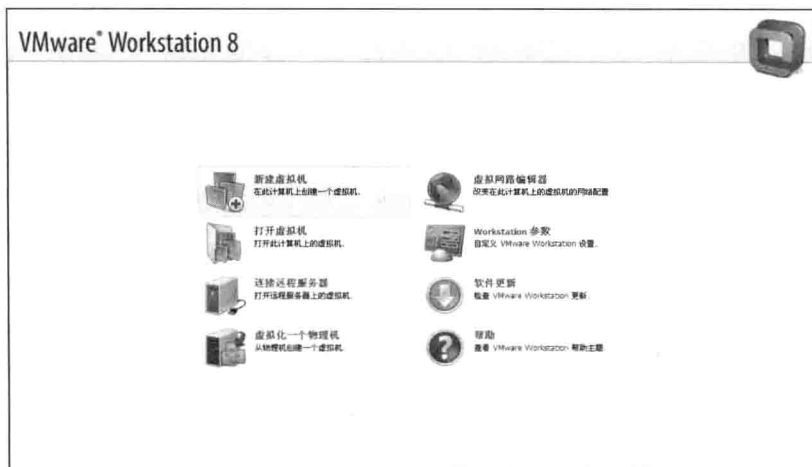 VMware® Workstation 8
新建虚拟机
在此计算机上创建一个虚拟机.
打开虚拟机
打开此计算机上的虚拟机.
连接远程服务器
打开远程服务器上的虚拟机.
虚拟化一个物理机
从物理机创建一个虚拟机.
虚拟网路编辑器
改变在此计算机上的虚拟机的网络配置
Workstation 参数
自定义 VMware Workstation 设置.
软件更新
检查 VMware Workstation 更新.
帮助
查看 VMware Workstation 帮助主题